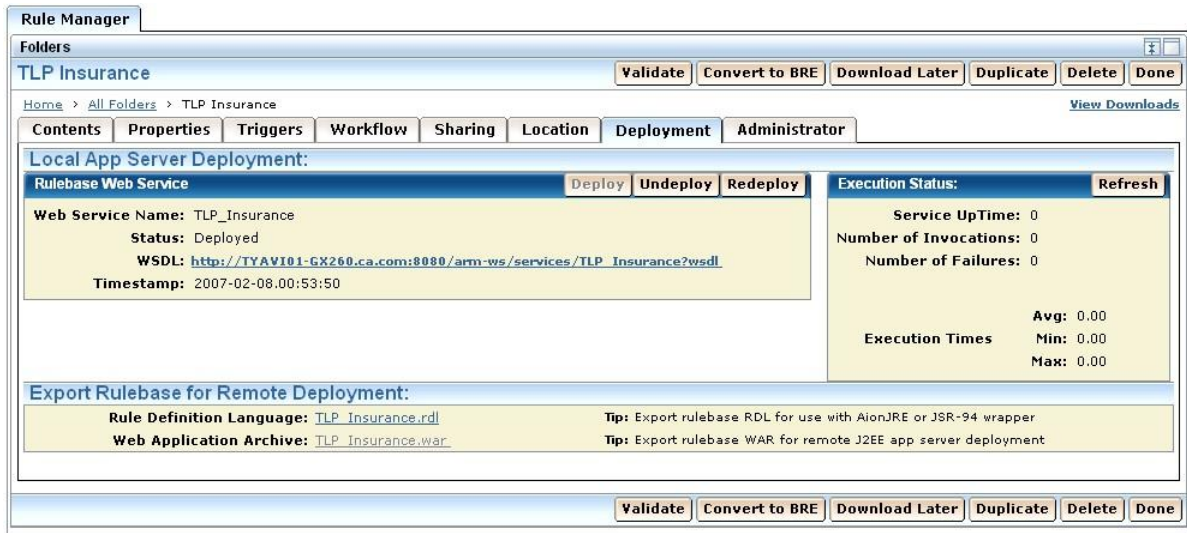 Rule Manager
Folders
TLP Insurance Validate Convert to BRE Download Later Duplicate Delete Done
Home > All Folders > TLP Insurance View Downloads
Contents Properties Triggers Workflow Sharing Location Deployment Administrator
Local App Server Deployment:
Rulebase Web Service Deploy Undeploy Redeploy
Web Service Name: TLP_Insurance
Status: Deployed
WSDL: http://TYAVI01-GX260.ca.com:8080/arm-ws/services/TLP_Insurance?wsdl
Timestamp: 2007-02-08.00:53:50
Execution Status: Refresh
Service UpTime: 0
Number of Invocations: 0
Number of Failures: 0
Avg: 0.00
Execution Times Min: 0.00
Max: 0.00
Export Rulebase for Remote Deployment:
Rule Definition Language: TLP_Insurance.rdl Tip: Export rulebase RDL for use with AionJRE or JSR-94 wrapper
Web Application Archive: TLP_Insurance.war Tip: Export rulebase WAR for remote J2EE app server deployment
Validate Convert to BRE Download Later Duplicate Delete Done